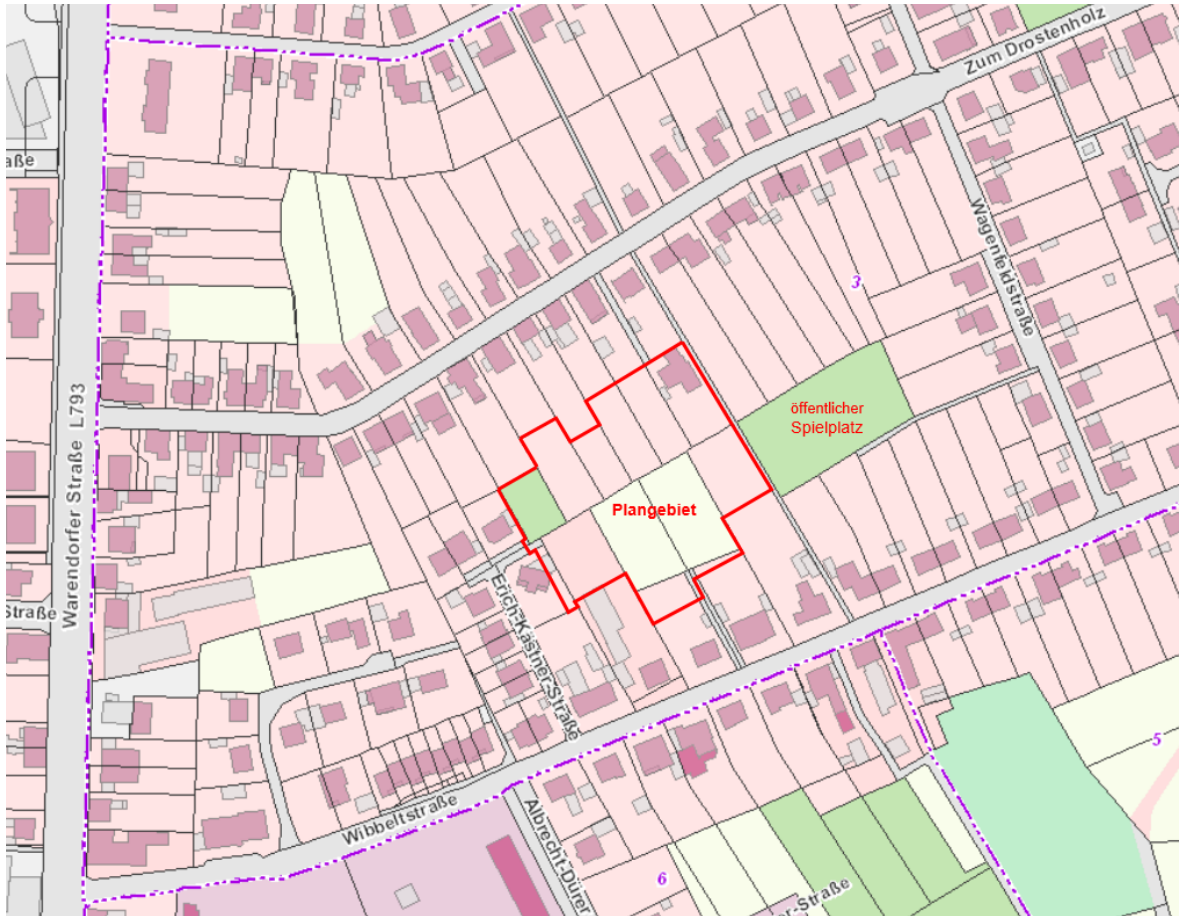 Zum Drostenholz
aße
Wagenfeldstraße
3
Warendorfer Straße L793
öffentlicher
Spielplatz
Plangebiet
Straße
Erich-Kästner-Straße
5
Wibbeltstraße
Albrecht-Dürer
6
er-Straße